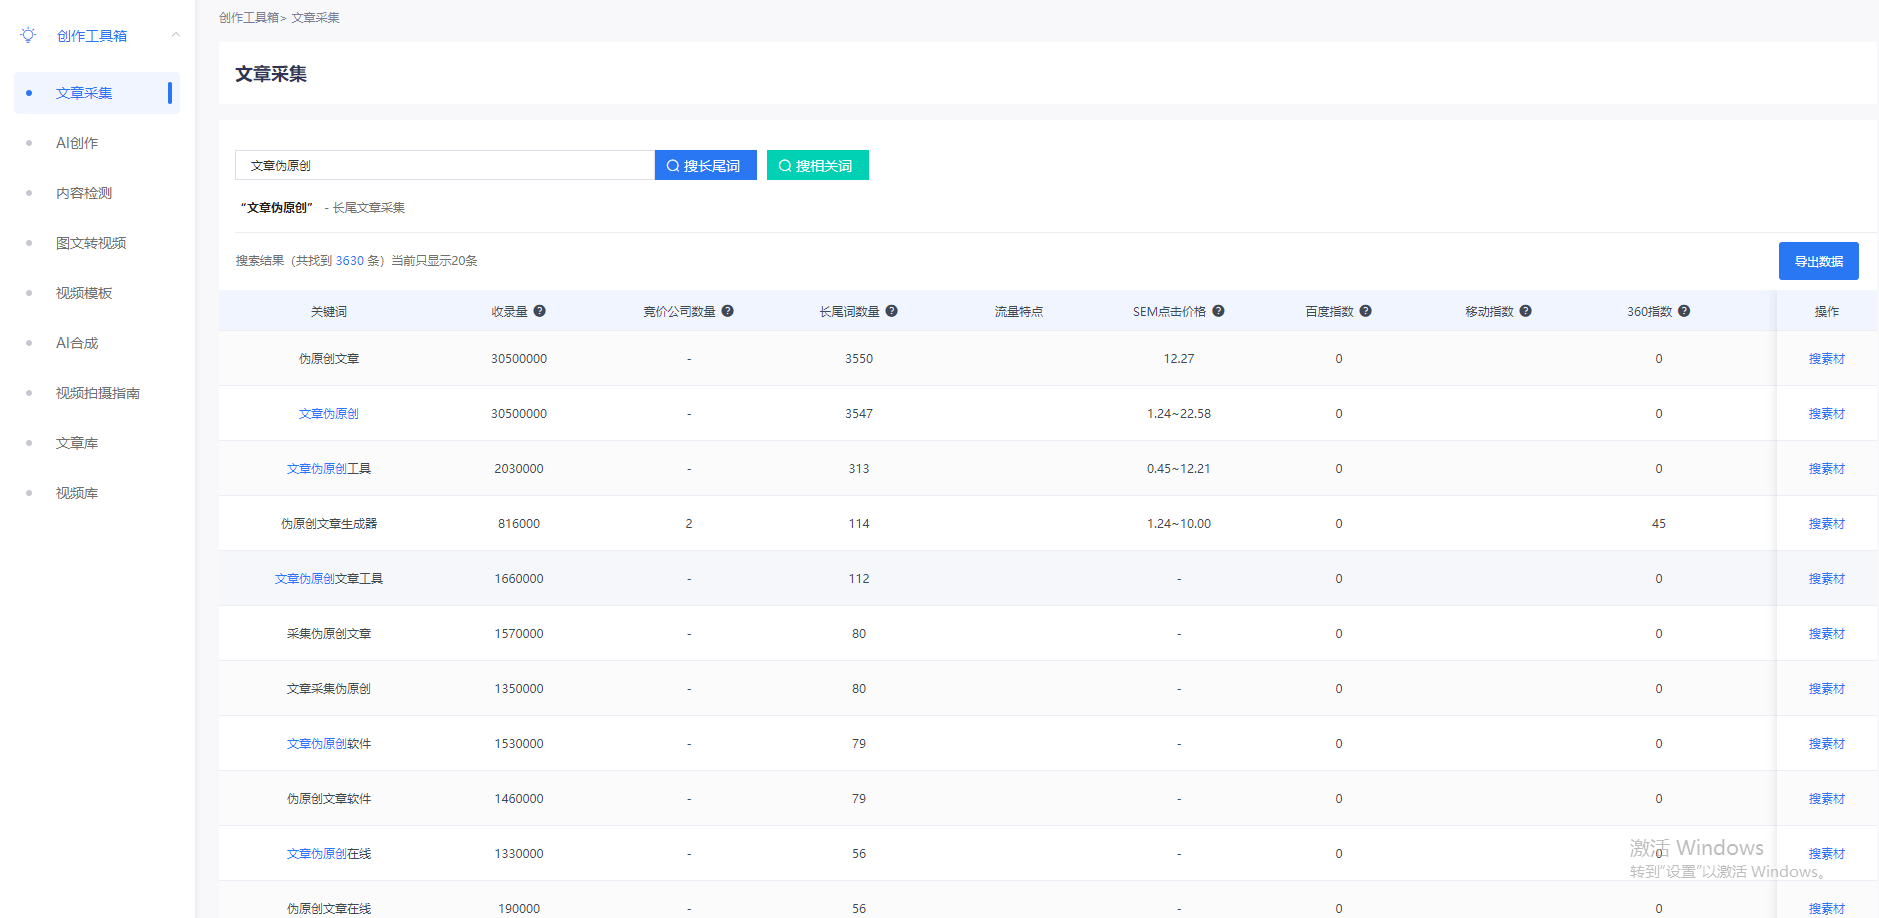 创作工具箱
文章采集
AI创作
内容检测
图文转视频
视频模板
AI合成
视频拍摄指南
文章库
视频库
创作工具箱> 文章采集
文章采集
文章伪原创 搜长尾词 搜相关词
“文章伪原创” - 长尾文章采集
搜索结果（共找到 3630 条）当前只显示20条 导出数据
关键词 收录量 ? 竞价公司数量 ? 长尾词数量 ? 流量特点 SEM点击价格 ? 百度指数 ? 移动指数 ? 360指数 ? 操作
伪原创文章 30500000 - 3550 12.27 0 0 搜素材
文章伪原创 30500000 - 3547 1.24~22.58 0 0 搜素材
文章伪原创工具 2030000 - 313 0.45~12.21 0 0 搜素材
伪原创文章生成器 816000 2 114 1.24~10.00 0 45 搜素材
文章伪原创文章工具 1660000 - 112 - 0 0 搜素材
采集伪原创文章 1570000 - 80 - 0 0 搜素材
文章采集伪原创 1350000 - 80 - 0 0 搜素材
文章伪原创软件 1530000 - 79 - 0 0 搜素材
伪原创文章软件 1460000 - 79 - 0 0 搜素材
文章伪原创在线 1330000 - 56 - 0 0 搜素材
伪原创文章在线 190000 - 56 - 0 0 搜素材
激活 Windows
转到“设置”以激活 Windows。